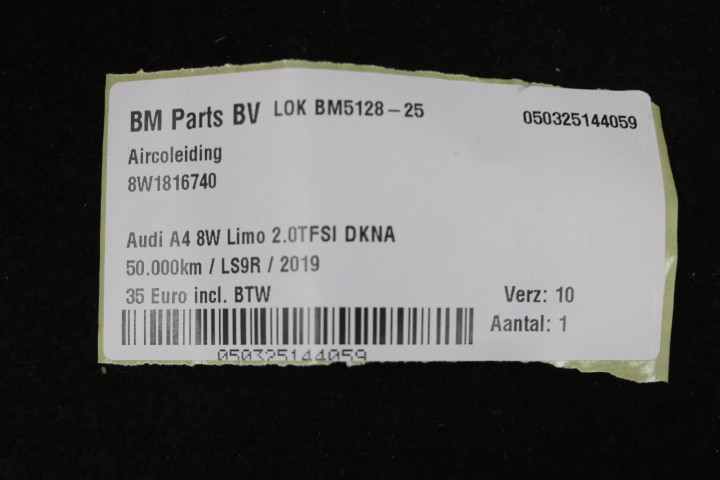 BM Parts BV LOK BM5128-25 050325144059
Aircoleiding
8W1816740
Audi A4 8W Limo 2.0TFSI DKNA
50.000km / LS9R / 2019
35 Euro incl. BTW Verz: 10
Aantal: 1
050325144059